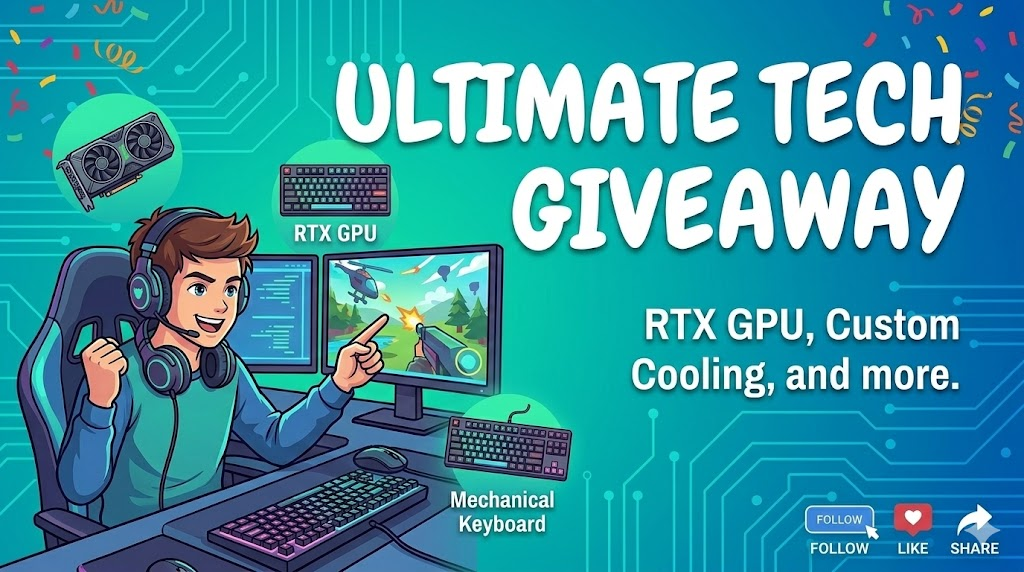 ULTIMATE TECH
GIVEAWAY
RTX GPU
RTX GPU, Custom
Cooling, and more.
Mechanical
Keyboard
FOLLOW
FOLLOW
LIKE
SHARE